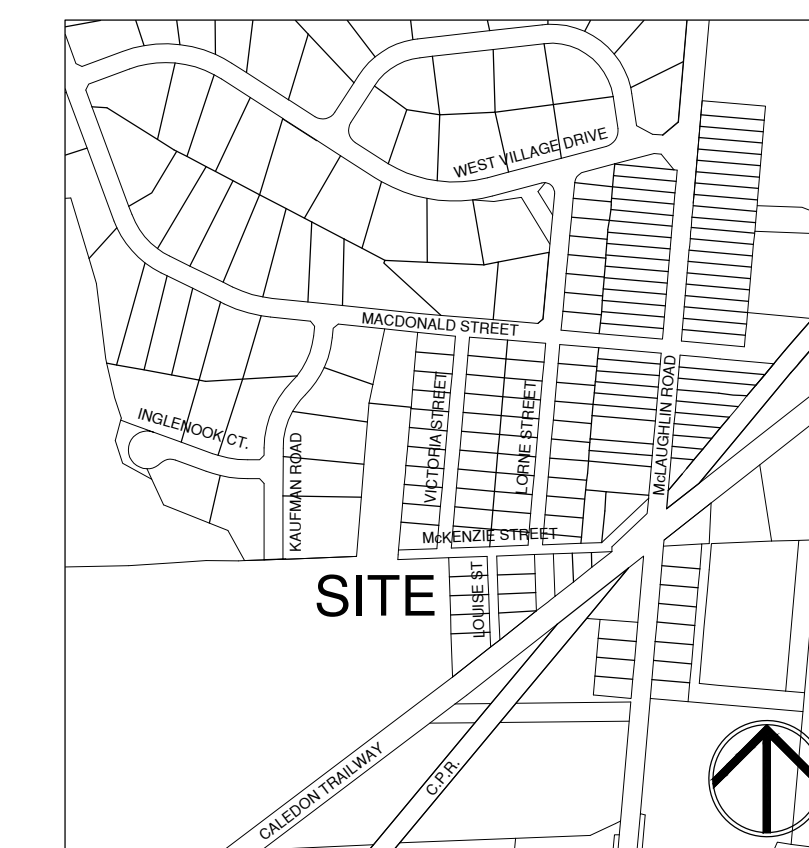 WEST VILLAGE DRIVE
MACDONALD STREET
McLAUGHLIN ROAD
VICTORIA STREET
LORNE STREET
INGLENOOK CT.
KAUFMAN ROAD
McKENZIE STREET
SITE
LOUISE ST
CALEDON TRAILWAY
C.P.R.